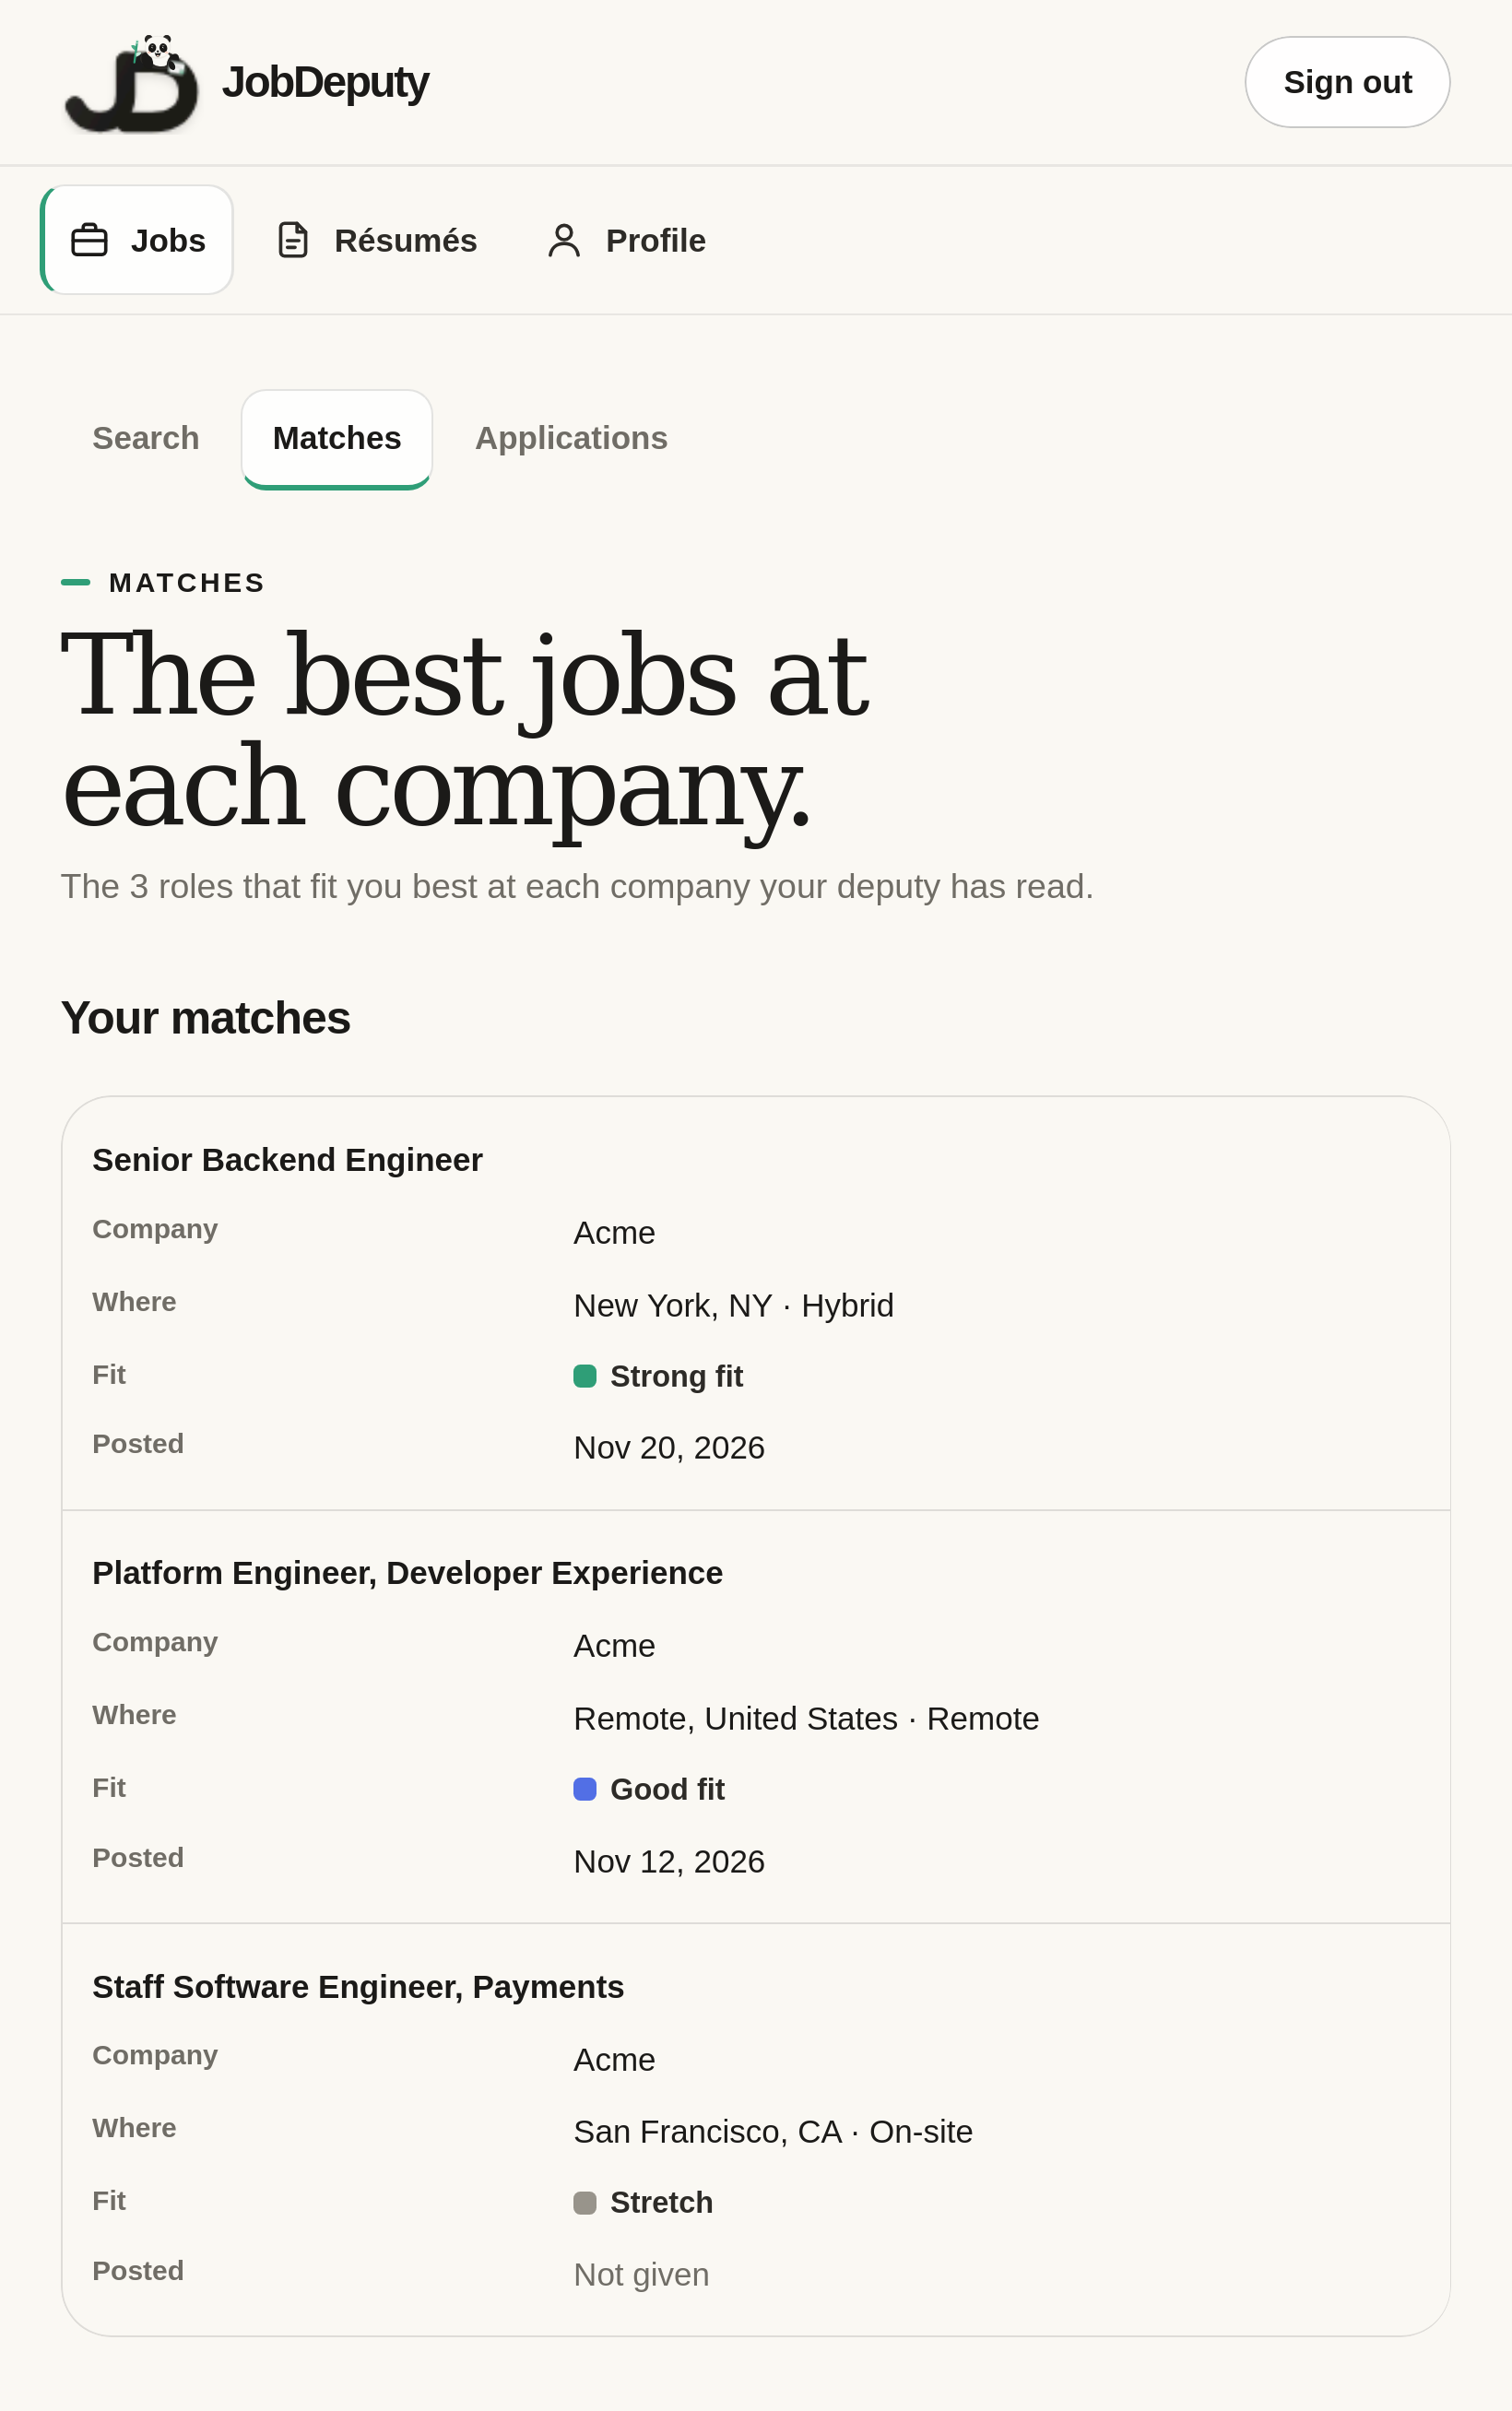 JobDeputy
Sign out
Jobs
Résumés
Profile
Search
Matches
Applications
MATCHES
The best jobs at
each company.
The 3 roles that fit you best at each company your deputy has read.
Your matches
Senior Backend Engineer
Company Acme
Where New York, NY · Hybrid
Fit Strong fit
Posted Nov 20, 2026
Platform Engineer, Developer Experience
Company Acme
Where Remote, United States · Remote
Fit Good fit
Posted Nov 12, 2026
Staff Software Engineer, Payments
Company Acme
Where San Francisco, CA · On-site
Fit Stretch
Posted Not given